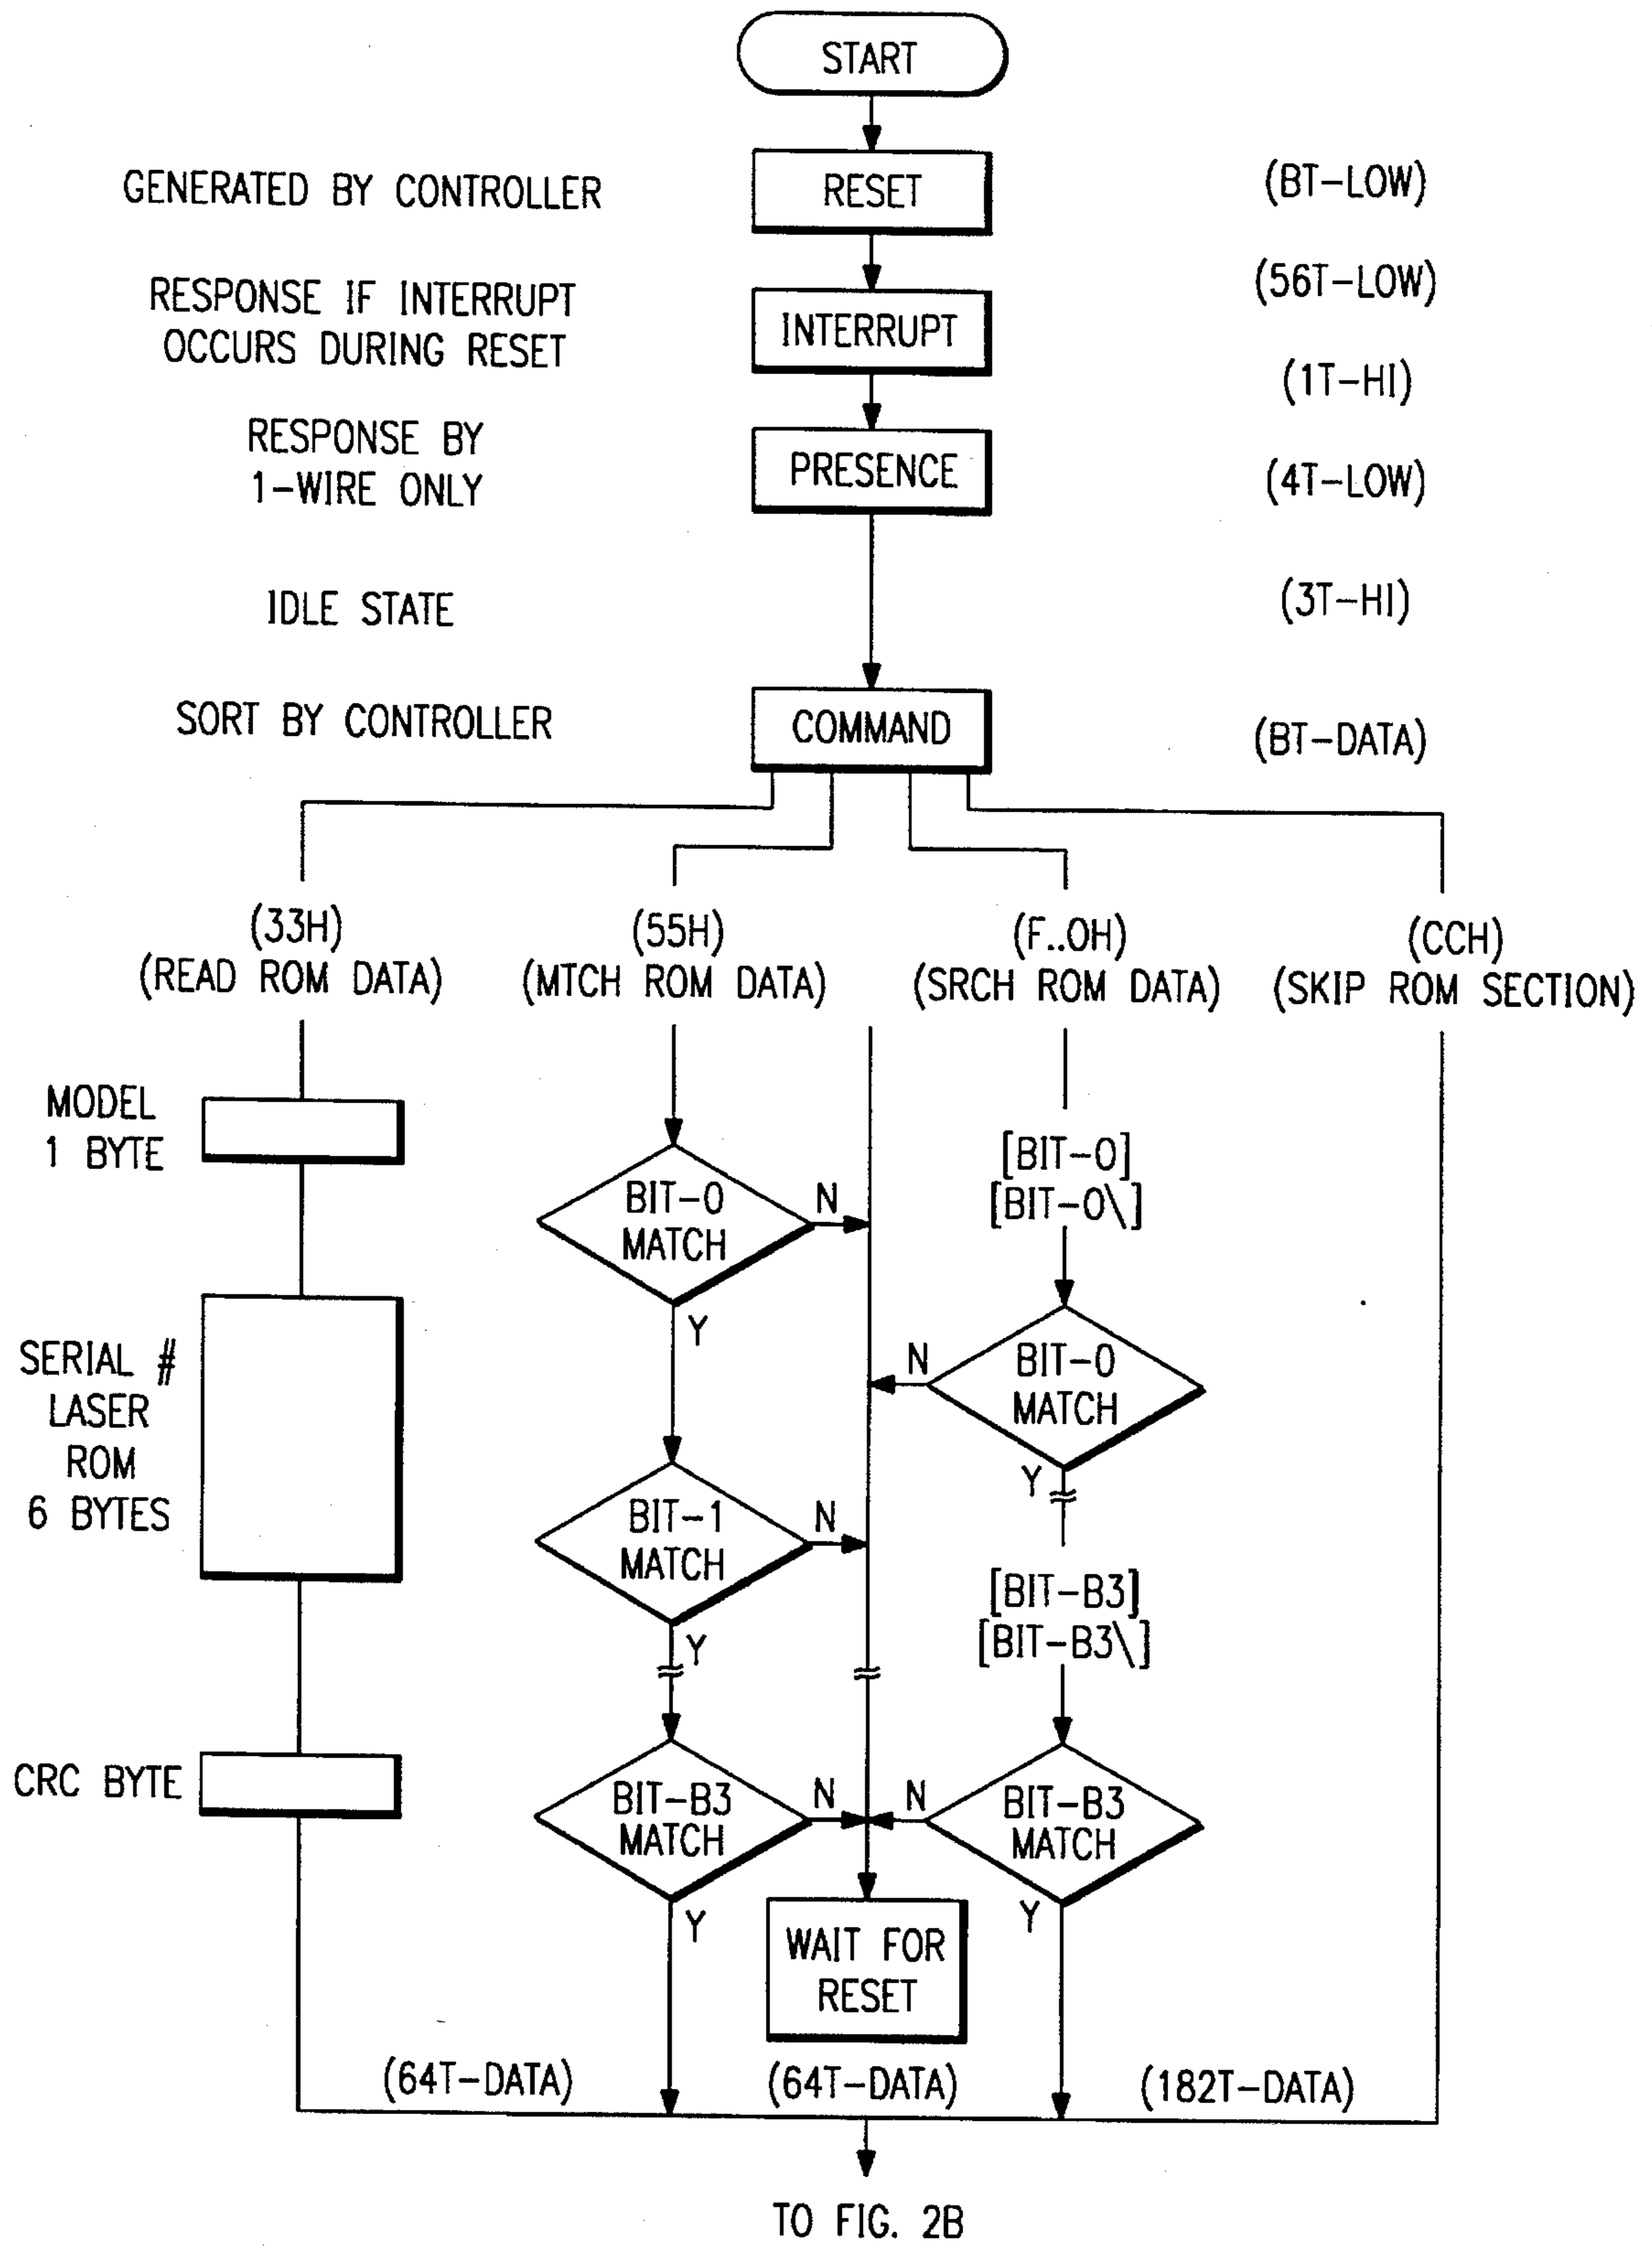 START
GENERATED BY CONTROLLER
RESET
(BT-LOW)
RESPONSE IF INTERRUPT
OCCURS DURING RESET
INTERRUPT
(56T-LOW)
(1T-HI)
RESPONSE BY
1-WIRE ONLY
PRESENCE
(4T-LOW)
IDLE STATE
(3T-HI)
SORT BY CONTROLLER
COMMAND
(BT-DATA)
(33H)
(READ ROM DATA)
(55H)
(MTCH ROM DATA)
(F..OH)
(SRCH ROM DATA)
(CCH)
(SKIP ROM SECTION)
MODEL
1 BYTE
SERIAL #
LASER
ROM
6 BYTES
CRC BYTE
BIT-0
MATCH
N
Y
BIT-1
MATCH
N
Y
BIT-B3
MATCH
N
Y
[BIT-0]
[BIT-0\]
BIT-0
MATCH
N
Y
[BIT-B3]
[BIT-B3\]
BIT-B3
MATCH
N
Y
WAIT FOR
RESET
(64T-DATA)
(64T-DATA)
(182T-DATA)
TO FIG. 2B